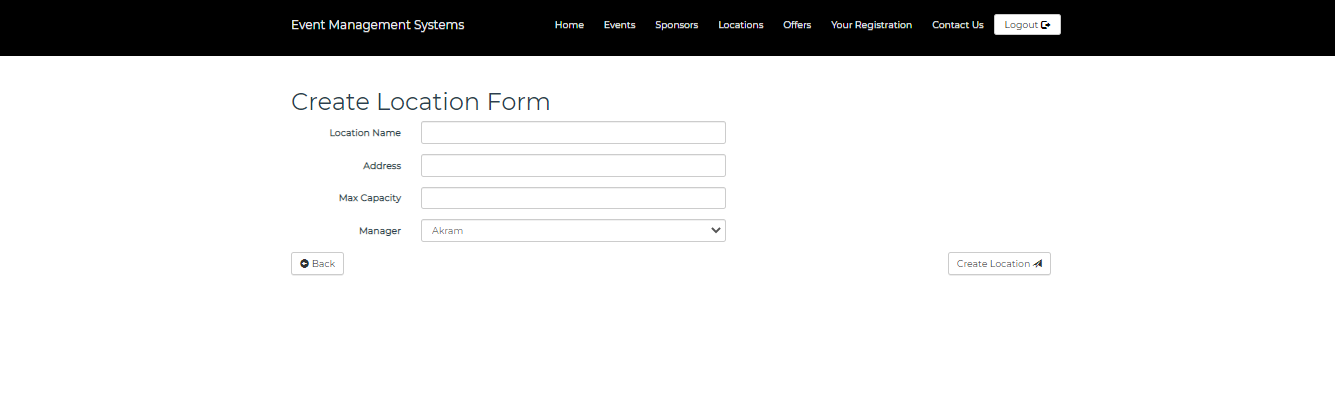 Event Management Systems Home Events Sponsors Locations Offers Your Registration Contact Us Logout
Create Location Form
Location Name
Address
Max Capacity
Manager Akram
Back Create Location